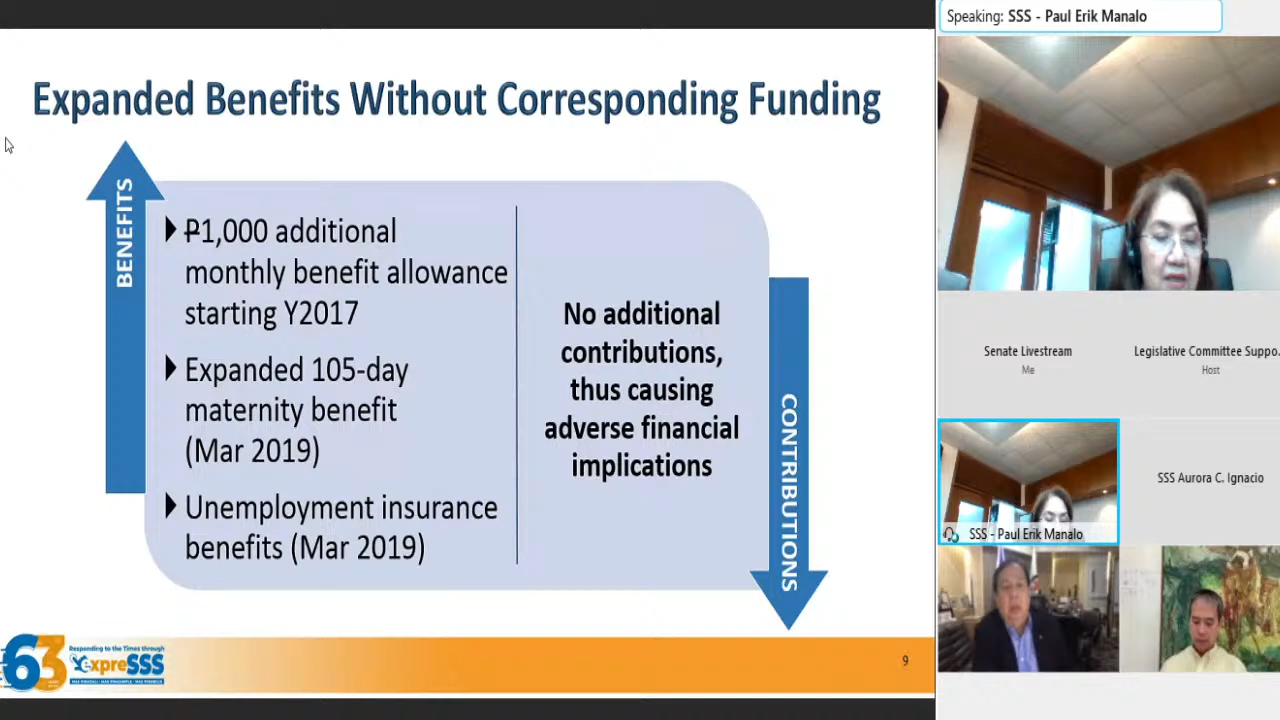 Speaking: SSS - Paul Erik Manalo
Expanded Benefits Without Corresponding Funding
BENEFITS
₱1,000 additional
monthly benefit allowance
starting Y2017
Expanded 105-day
maternity benefit
(Mar 2019)
Unemployment insurance
benefits (Mar 2019)
No additional
contributions,
thus causing
adverse financial
implications
CONTRIBUTIONS
Senate Livestream
Me
Legislative Committee Suppo...
Host
SSS - Paul Erik Manalo
SSS Aurora C. Ignacio
63
Responding to the Times through
expreSSS
9